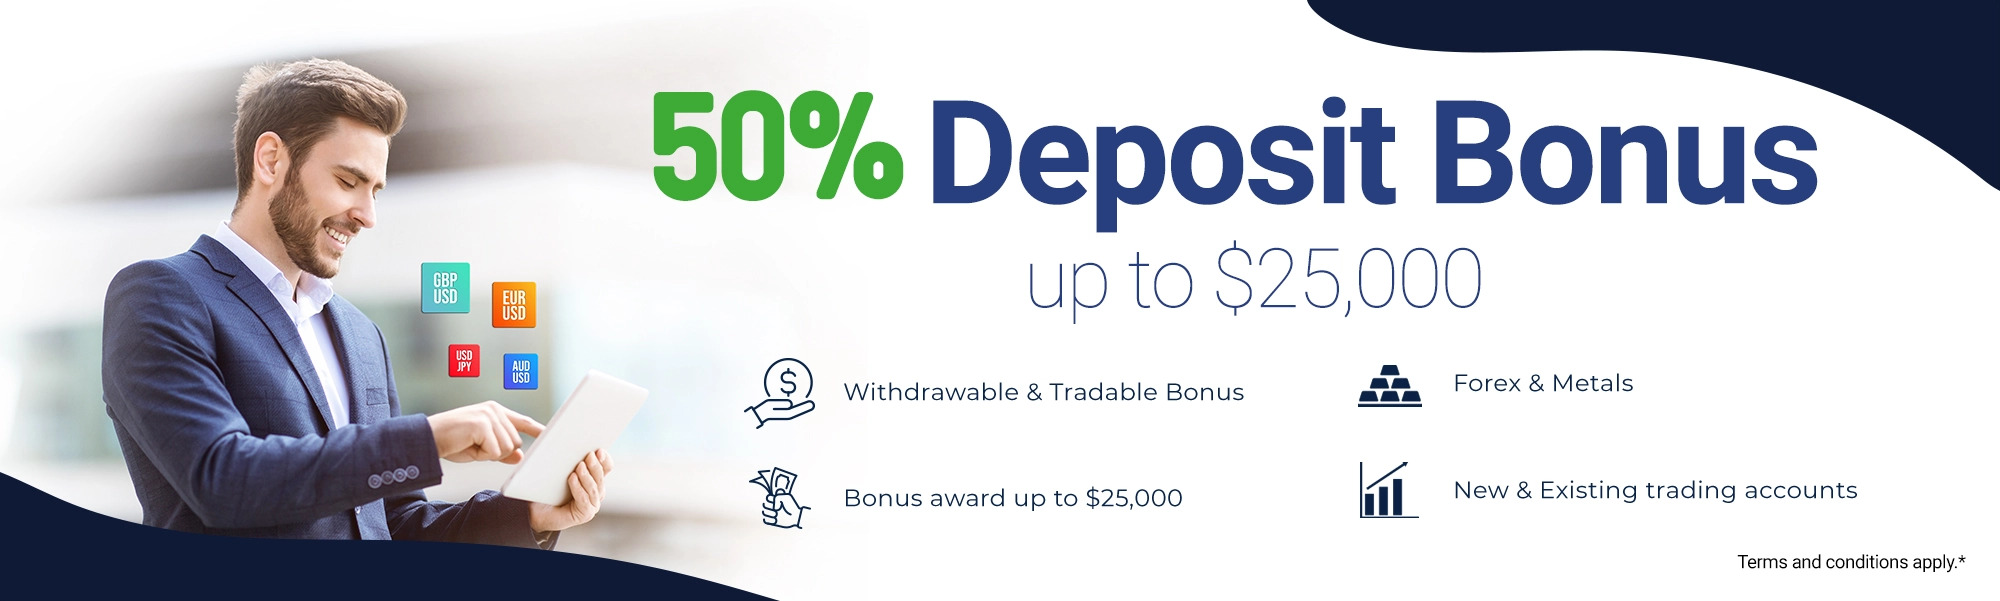 50% Deposit Bonus
up to $25,000
GBP
USD
EUR
USD
USD
JPY
AUD
USD
Withdrawable & Tradable Bonus
Forex & Metals
Bonus award up to $25,000
New & Existing trading accounts
Terms and conditions apply.*